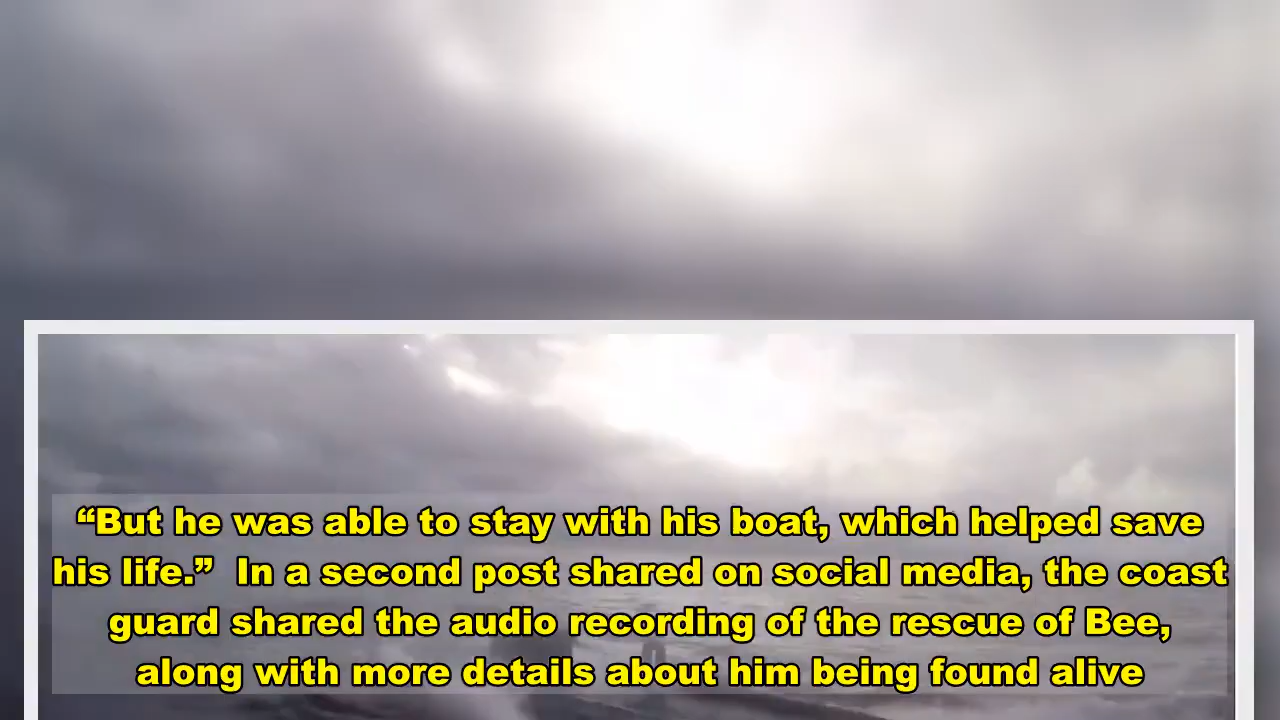 “But he was able to stay with his boat, which helped save
his life.”  In a second post shared on social media, the coast
guard shared the audio recording of the rescue of Bee,
along with more details about him being found alive